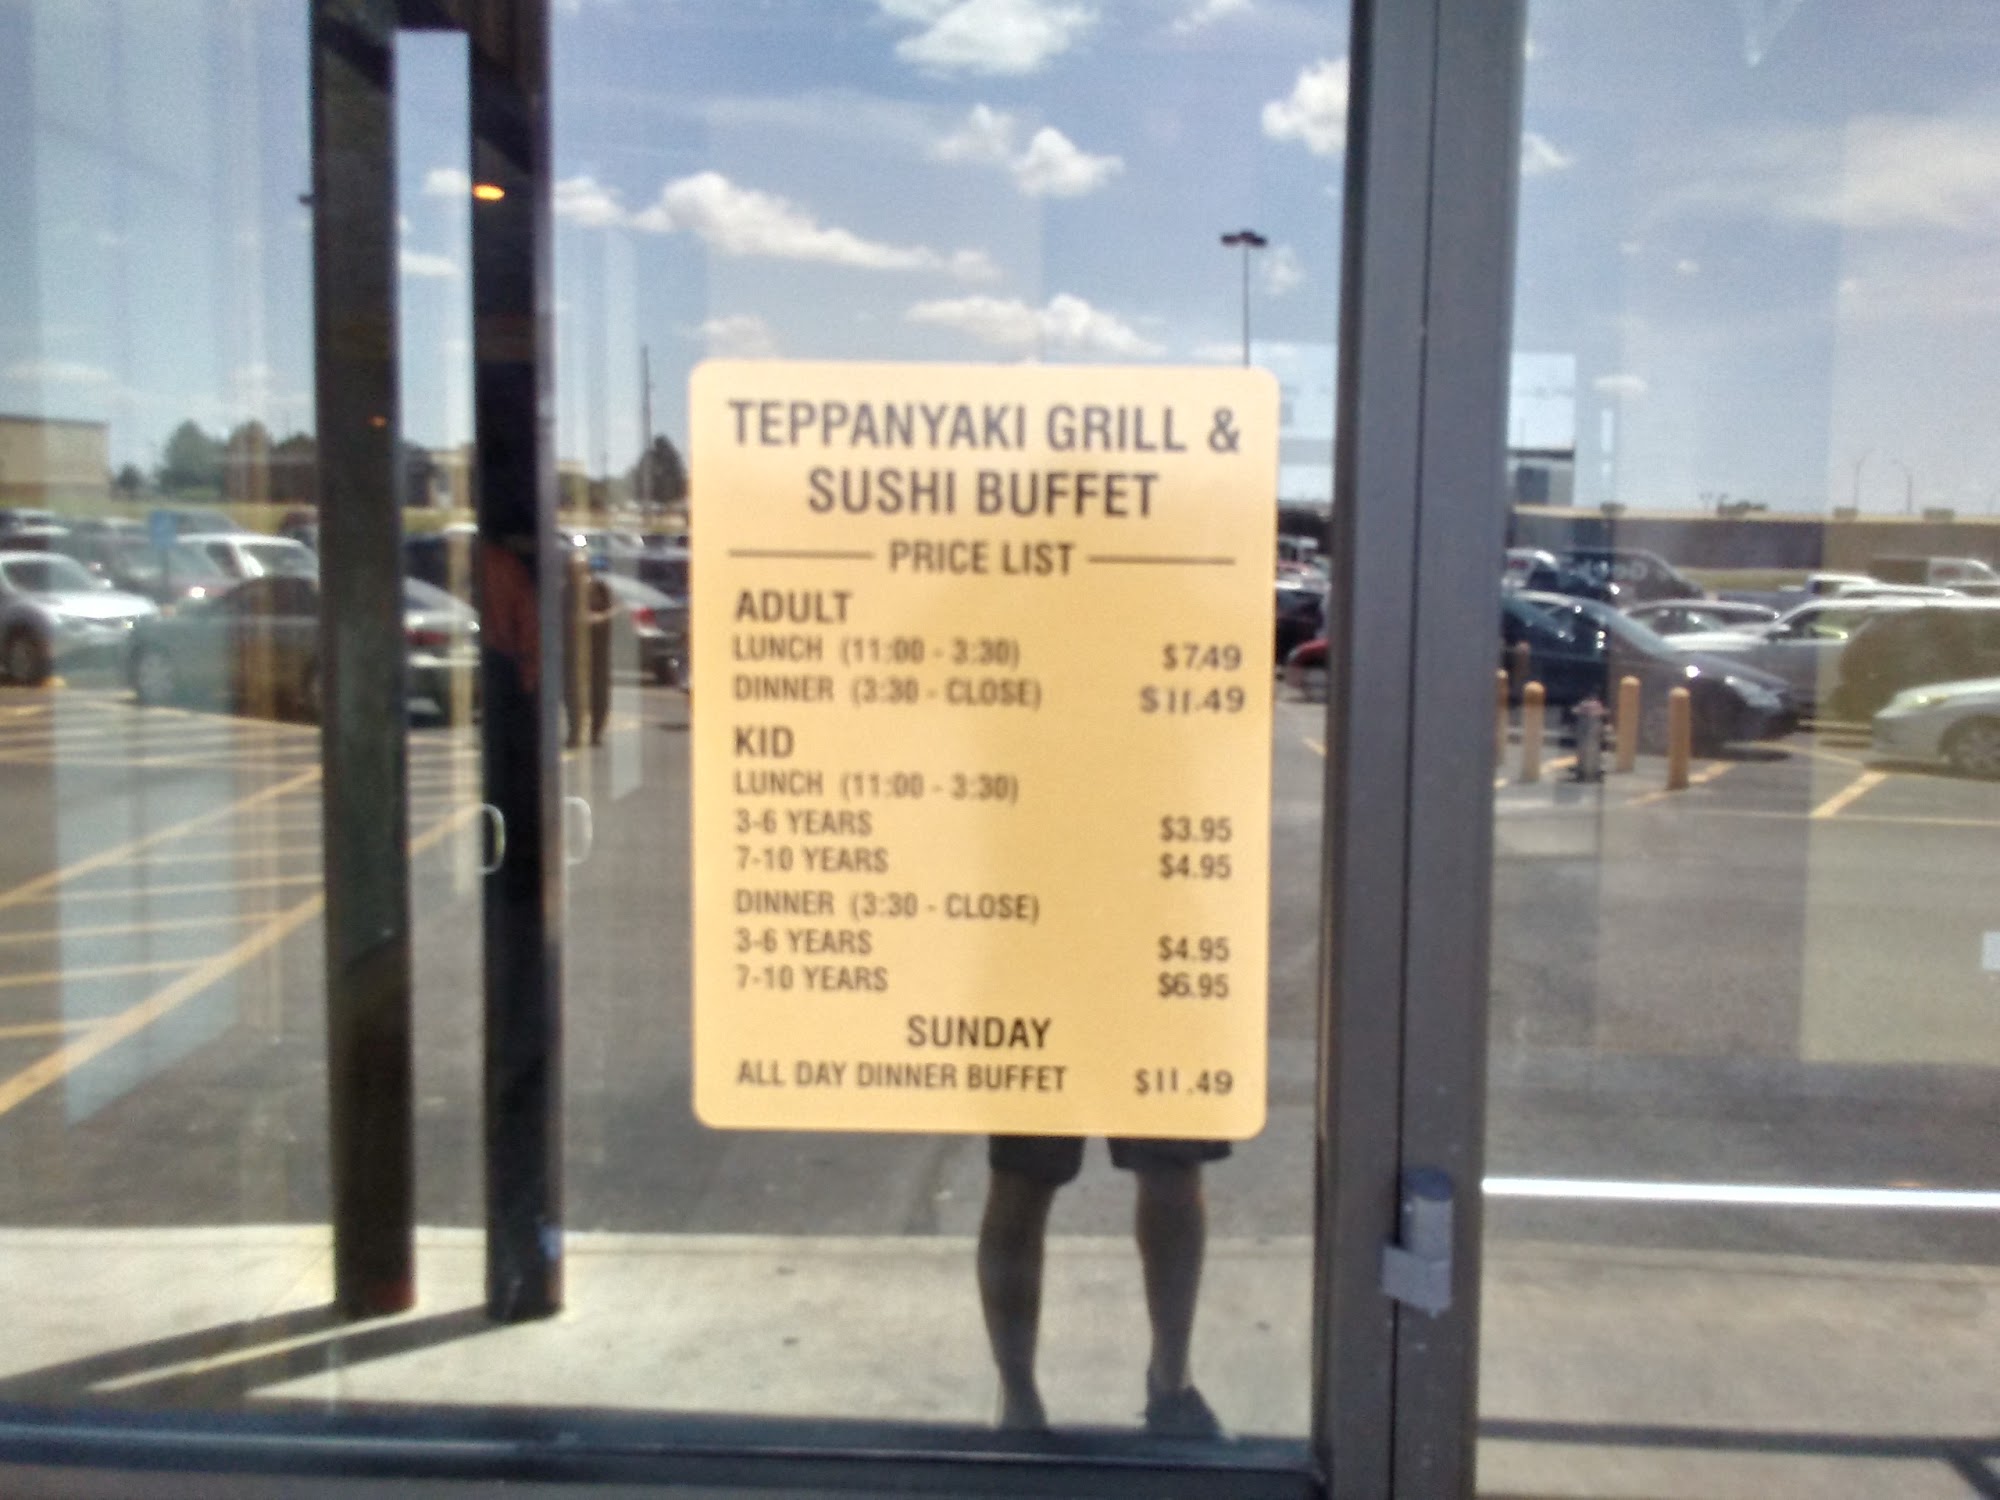 TEPPANYAKI GRILL &
SUSHI BUFFET
PRICE LIST
ADULT
LUNCH (11:00 - 3:30) $7.49
DINNER (3:30 - CLOSE) $11.49
KID
LUNCH (11:00 - 3:30)
3-6 YEARS $3.95
7-10 YEARS $4.95
DINNER (3:30 - CLOSE)
3-6 YEARS $4.95
7-10 YEARS $6.95
SUNDAY
ALL DAY DINNER BUFFET $11.49